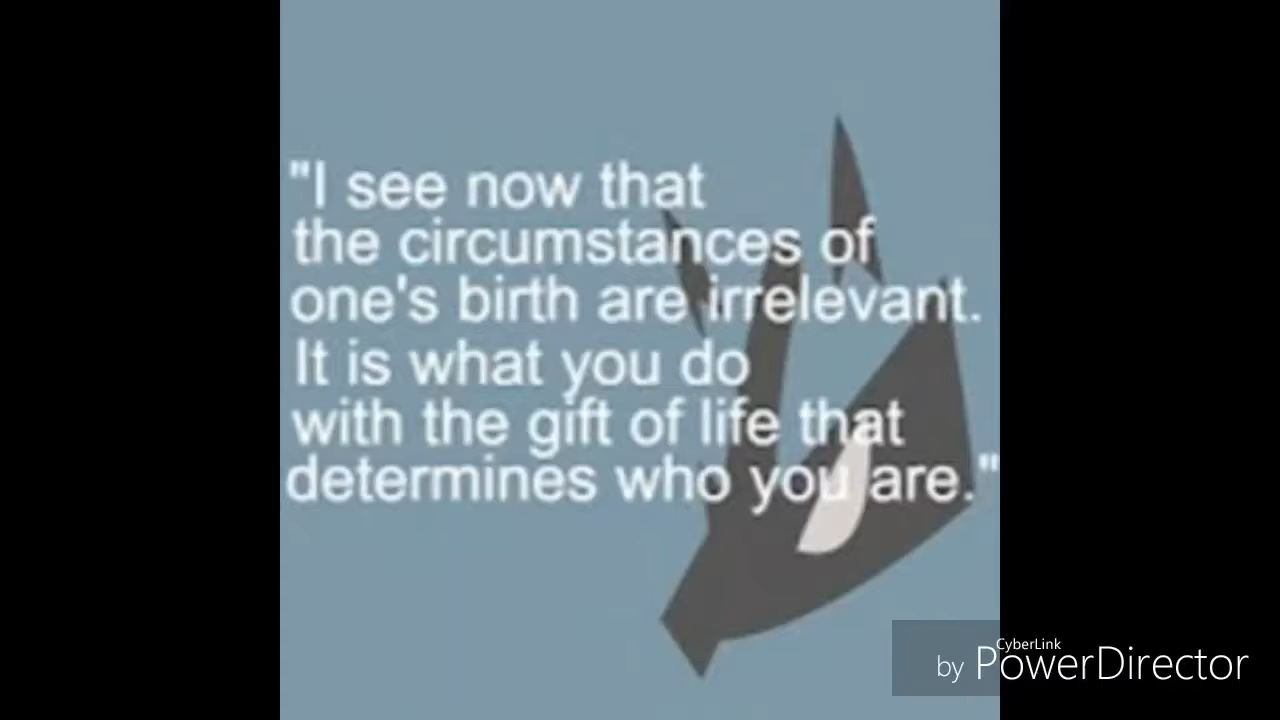 "I see now that
the circumstances of
one's birth are irrelevant.
It is what you do
with the gift of life that
determines who you are."
CyberLink
by PowerDirector